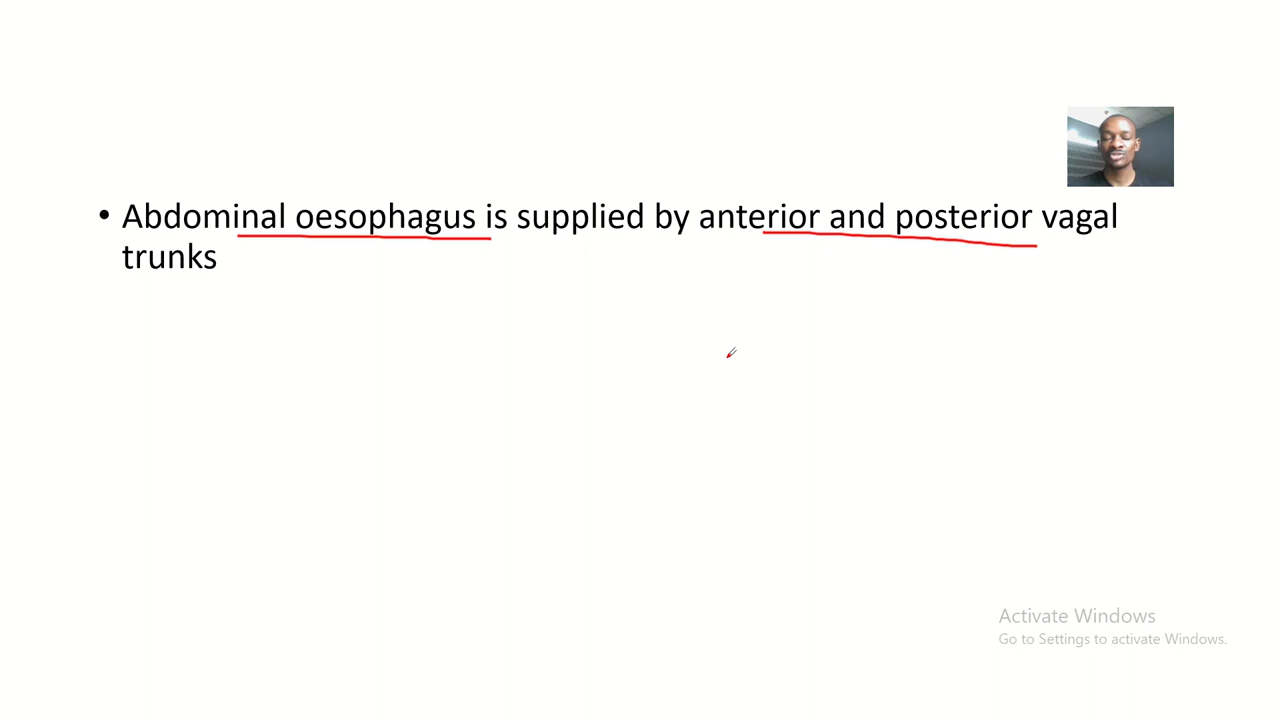 • Abdominal oesophagus is supplied by anterior and posterior vagal
trunks
Activate Windows
Go to Settings to activate Windows.